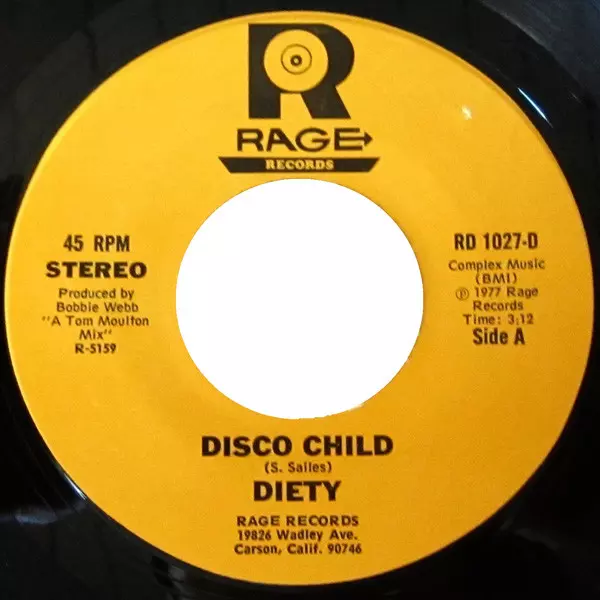 R
RAGE
RECORDS
45 RPM
STEREO
Produced by
Bobbie Webb
"A Tom Moulton
Mix"
R-5159
RD 1027-D
Complex Music
(BMI)
℗ 1977 Rage
Records
Time: 3:12
Side A
DISCO CHILD
(S. Salles)
DIETY
RAGE RECORDS
19826 Wadley Ave.
Carson, Calif. 90746